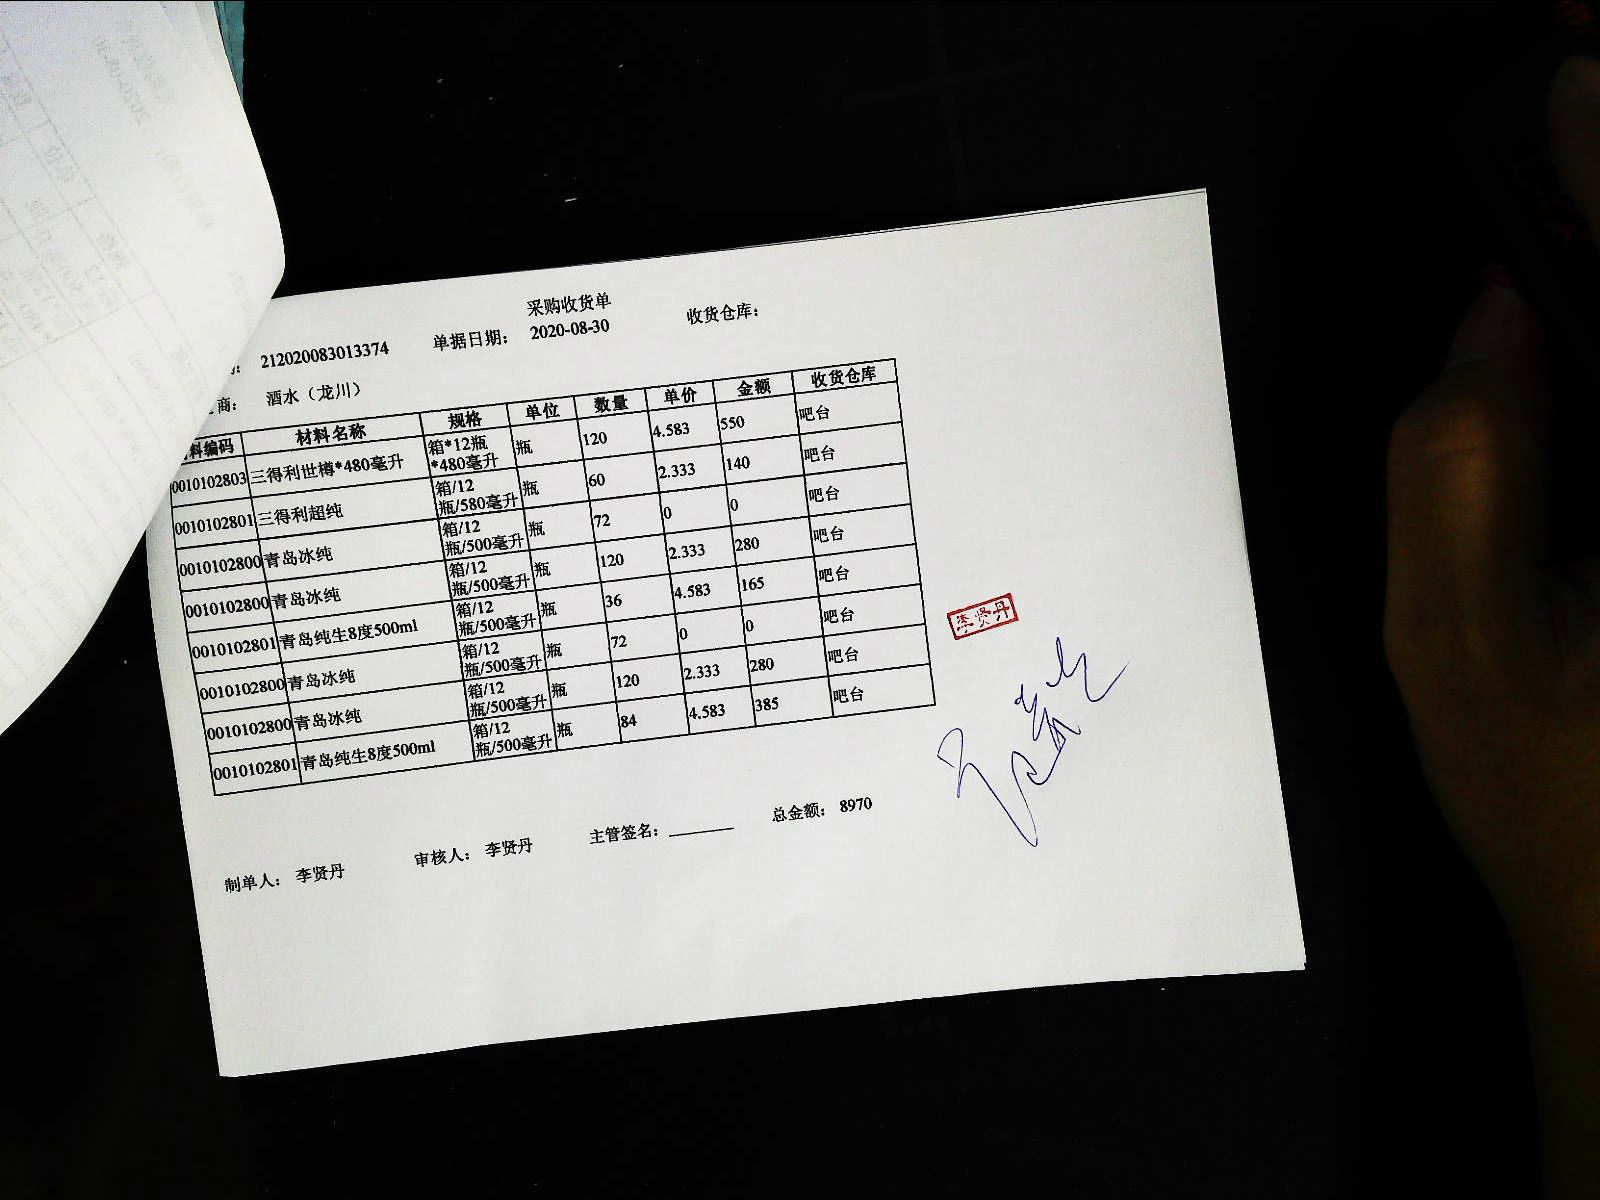 采购收货单
212020083013374 单据日期： 2020-08-30 收货仓库：
商： 酒水（龙川）
料编码 材料名称 规格 单位 数量 单价 金额 收货仓库
0010102803 三得利世樽*480毫升 箱*12瓶*480毫升 瓶 120 4.583 550 吧台
0010102801 三得利超纯 箱/12瓶/580毫升 瓶 60 2.333 140 吧台
0010102800 青岛冰纯 箱/12瓶/500毫升 瓶 72 0 0 吧台
0010102800 青岛冰纯 箱/12瓶/500毫升 瓶 120 2.333 280 吧台
0010102801 青岛纯生8度500ml 箱/12瓶/500毫升 瓶 36 4.583 165 吧台
0010102800 青岛冰纯 箱/12瓶/500毫升 瓶 72 0 0 吧台
0010102800 青岛冰纯 箱/12瓶/500毫升 瓶 120 2.333 280 吧台
0010102801 青岛纯生8度500ml 箱/12瓶/500毫升 瓶 84 4.583 385 吧台
李贤丹
制单人： 李贤丹 审核人： 李贤丹 主管签名： 总金额： 8970